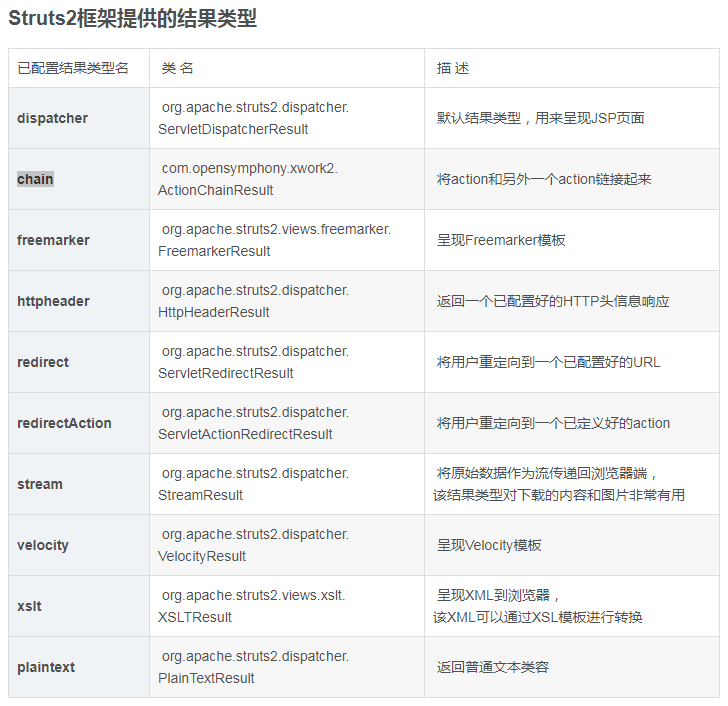 Struts2框架提供的结果类型
已配置结果类型名 类 名 描 述
dispatcher
org.apache.struts2.dispatcher.
ServletDispatcherResult
默认结果类型，用来呈现JSP页面
chain
com.opensymphony.xwork2.
ActionChainResult
将action和另外一个action链接起来
freemarker
org.apache.struts2.views.freemarker.
FreemarkerResult
呈现Freemarker模板
httpheader
org.apache.struts2.dispatcher.
HttpHeaderResult
返回一个已配置好的HTTP头信息响应
redirect
org.apache.struts2.dispatcher.
ServletRedirectResult
将用户重定向到一个已配置好的URL
redirectAction
org.apache.struts2.dispatcher.
ServletActionRedirectResult
将用户重定向到一个已定义好的action
stream
org.apache.struts2.dispatcher.
StreamResult
将原始数据作为流传递回浏览器端，
该结果类型对下载的内容和图片非常有用
velocity
org.apache.struts2.dispatcher.
VelocityResult
呈现Velocity模板
xslt
org.apache.struts2.views.xslt.
XSLTResult
呈现XML到浏览器，
该XML可以通过XSL模板进行转换
plaintext
org.apache.struts2.dispatcher.
PlainTextResult
返回普通文本类容